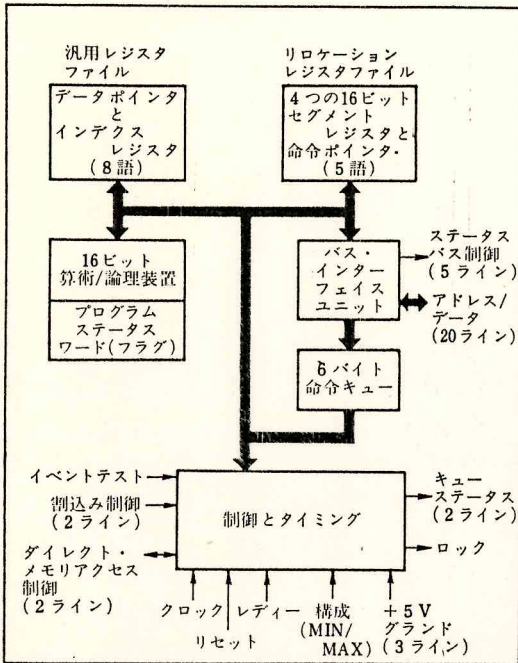 汎用レジスタ
ファイル
データポインタ
と
インデクス
レジスタ
(8語)
リロケーション
レジスタファイル
4つの16ビット
セグメント
レジスタと
命令ポインタ・
(5語)
16ビット
算術/論理装置
プログラム
ステータス
ワード(フラグ)
バス・
インター
フェイス
ユニット
ステータス
バス制御
(5ライン)
アドレス/
データ
(20ライン)
6バイト
命令キュー
イベントテスト
割込み制御
(2ライン)
ダイレクト・
メモリアクセス
制御
(2ライン)
制御とタイミング
キュー
ステータス
(2ライン)
ロック
クロック
リセット
レディー
構成
(MIN/
MAX)
+5V
グランド
(3ライン)